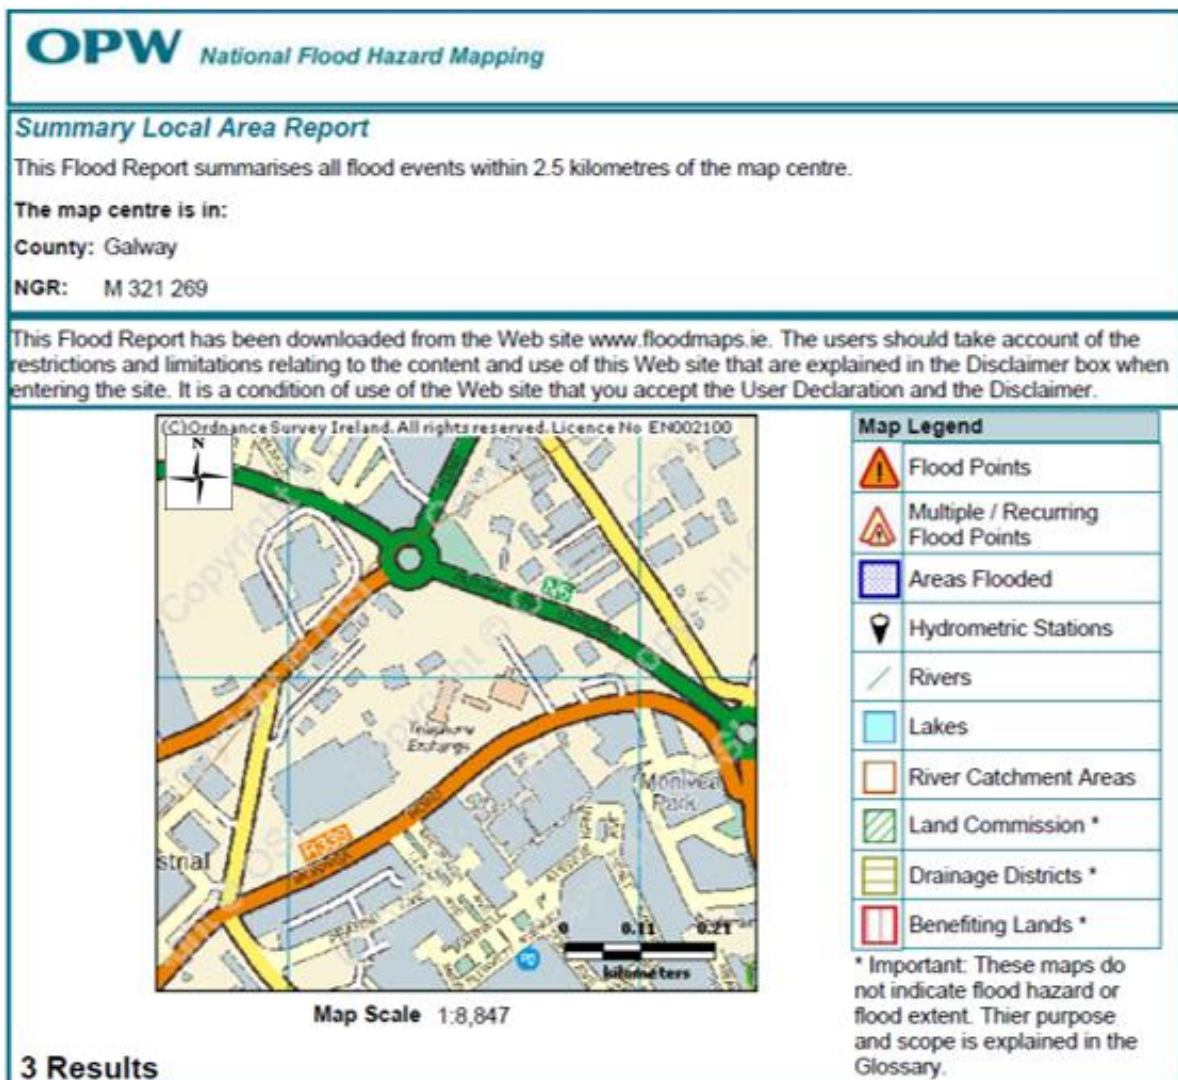 OPW National Flood Hazard Mapping
Summary Local Area Report
This Flood Report summarises all flood events within 2.5 kilometres of the map centre.
The map centre is in:
County: Galway
NGR: M 321 269
This Flood Report has been downloaded from the Web site www.floodmaps.ie. The users should take account of the
restrictions and limitations relating to the content and use of this Web site that are explained in the Disclaimer box when
entering the site. It is a condition of use of the Web site that you accept the User Declaration and the Disclaimer.
(C)Ordnance Survey Ireland. All rights reserved. Licence No EN002100
N
N6
Telephone
Exchange
Monivea
Park
R339
strial
0 0.11 0.21
kilometers
Map Scale 1:8,847
Map Legend
Flood Points
Multiple / Recurring
Flood Points
Areas Flooded
Hydrometric Stations
Rivers
Lakes
River Catchment Areas
Land Commission *
Drainage Districts *
Benefiting Lands *
* Important: These maps do
not indicate flood hazard or
flood extent. Thier purpose
and scope is explained in the
Glossary.
3 Results